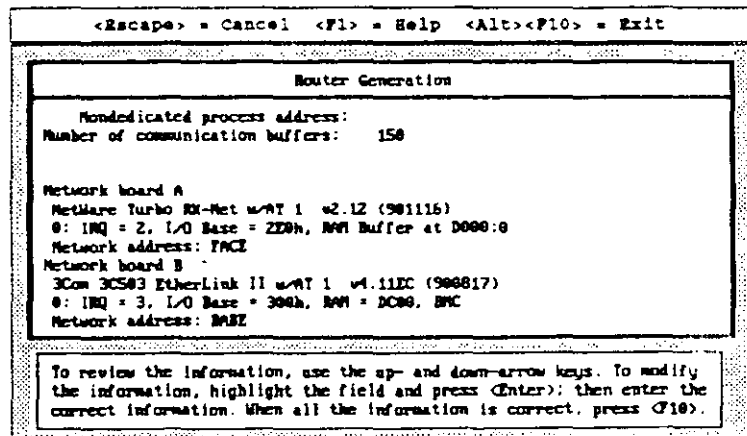 <Escape> = Cancel <F1> = Help <Alt><F10> = Exit
Router Generation
Nondedicated process address:
Number of communication buffers: 150
Network board A
NetWare Turbo RX-Net w/AT 1 v2.12 (901116)
0: IRQ = 2, I/O Base = 2E0h, RAM Buffer at D000:0
Network address: FACE
Network board B
3Com 3C503 EtherLink II w/AT 1 v4.11EC (900817)
0: IRQ = 3, I/O Base = 300h, RAM = DC00, BNC
Network address: BABE
To review the information, use the up- and down-arrow keys. To modify
the information, highlight the field and press <Enter>; then enter the
correct information. When all the information is correct, press <F10>.